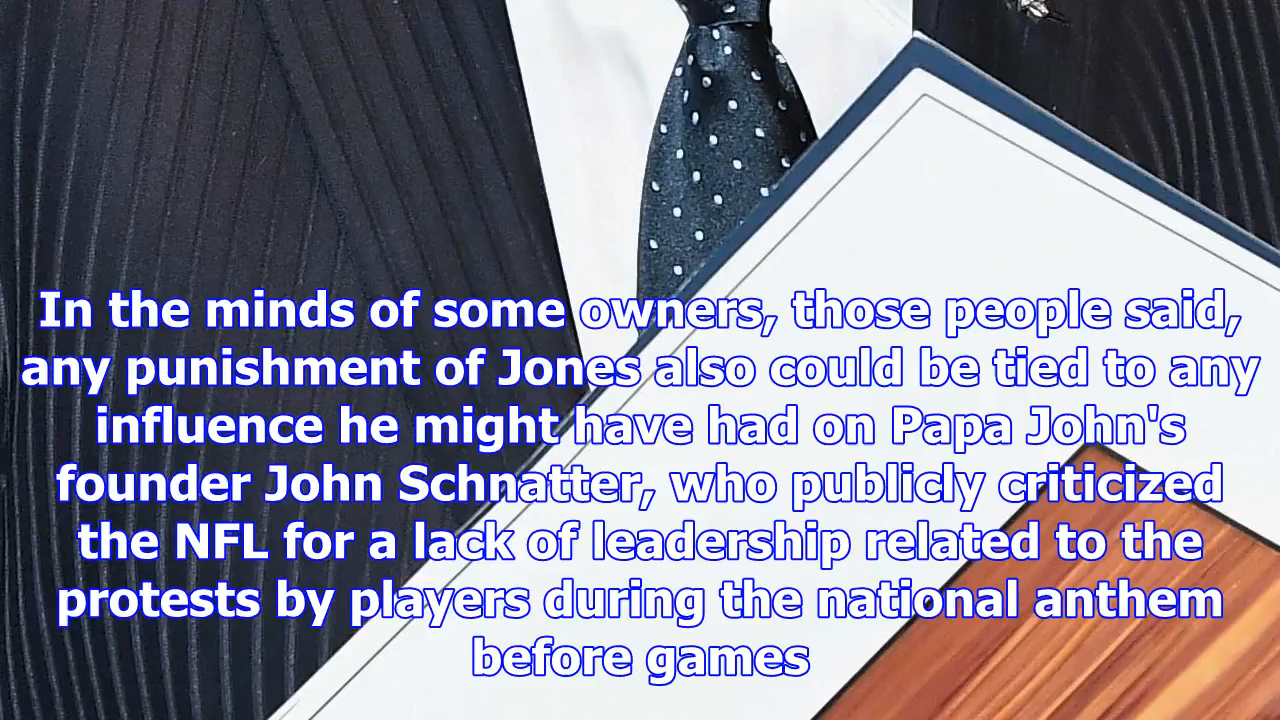 In the minds of some owners, those people said,
any punishment of Jones also could be tied to any
influence he might have had on Papa John's
founder John Schnatter, who publicly criticized
the NFL for a lack of leadership related to the
protests by players during the national anthem
before games